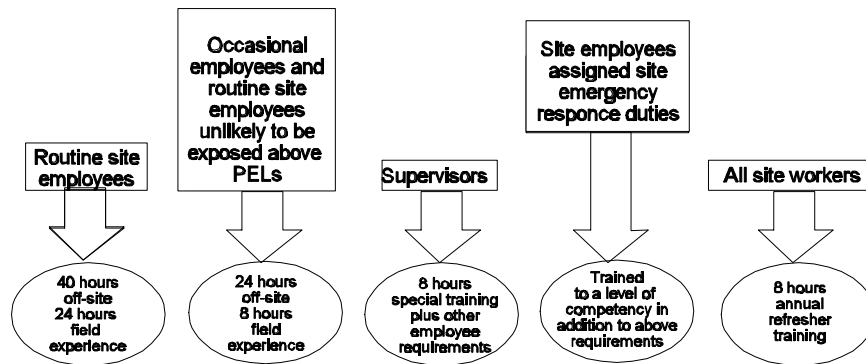 Routine site
employees
Occasional
employees and
routine site
employees
unlikely to be
exposed above
PELs
Supervisors
Site employees
assigned site
emergency
responce duties
All site workers
40 hours
off-site
24 hours
field
experience
24 hours
off-site
8 hours
field
experience
8 hours
special training
plus other
employee
requirements
Trained
to a level of
competency in
addition to above
requirements
8 hours
annual
refresher
training